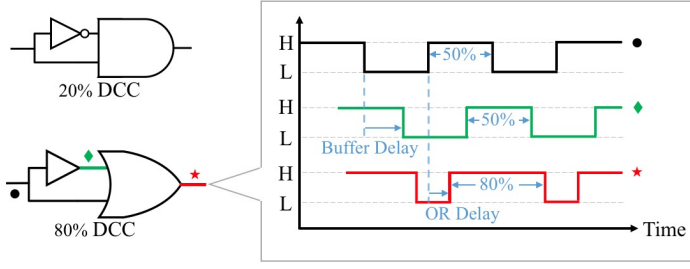 20% DCC
80% DCC
H
L
50%
H
L
50%
Buffer Delay
H
L
80%
OR Delay
Time